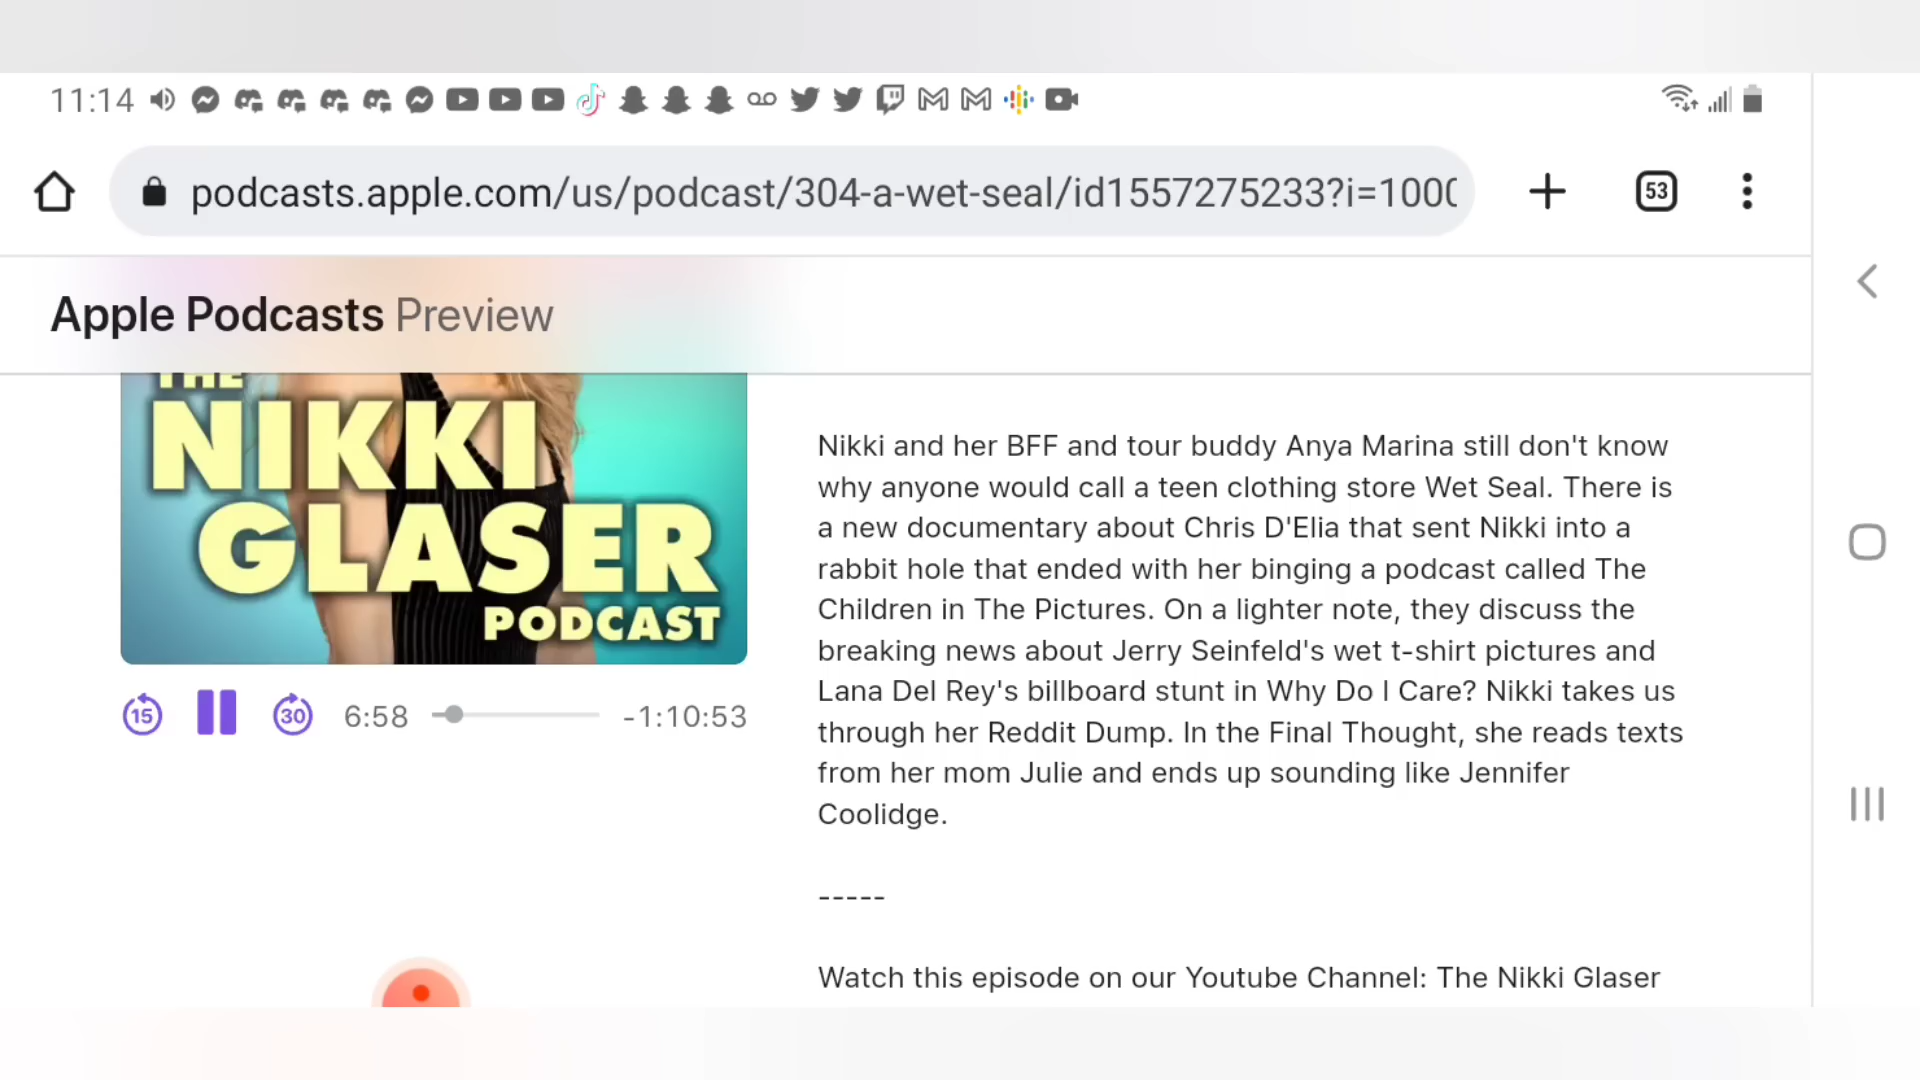 11:14
podcasts.apple.com/us/podcast/304-a-wet-seal/id1557275233?i=100
53
Apple Podcasts Preview
THE
NIKKI
GLASER
PODCAST
15
30
6:58
-1:10:53
Nikki and her BFF and tour buddy Anya Marina still don't know
why anyone would call a teen clothing store Wet Seal. There is
a new documentary about Chris D'Elia that sent Nikki into a
rabbit hole that ended with her binging a podcast called The
Children in The Pictures. On a lighter note, they discuss the
breaking news about Jerry Seinfeld's wet t-shirt pictures and
Lana Del Rey's billboard stunt in Why Do I Care? Nikki takes us
through her Reddit Dump. In the Final Thought, she reads texts
from her mom Julie and ends up sounding like Jennifer
Coolidge.
-----
Watch this episode on our Youtube Channel: The Nikki Glaser